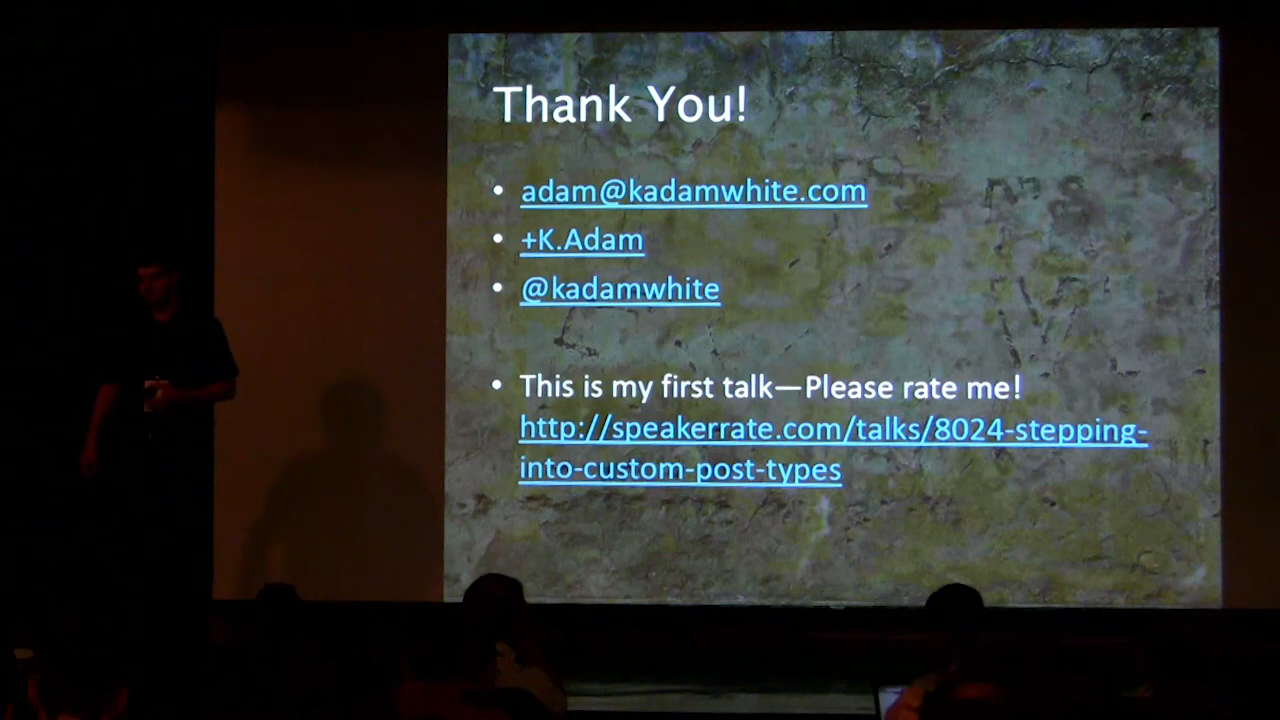 Thank You!
• adam@kadamwhite.com
• +K.Adam
• @kadamwhite
• This is my first talk—Please rate me!
http://speakerrate.com/talks/8024-stepping-
into-custom-post-types